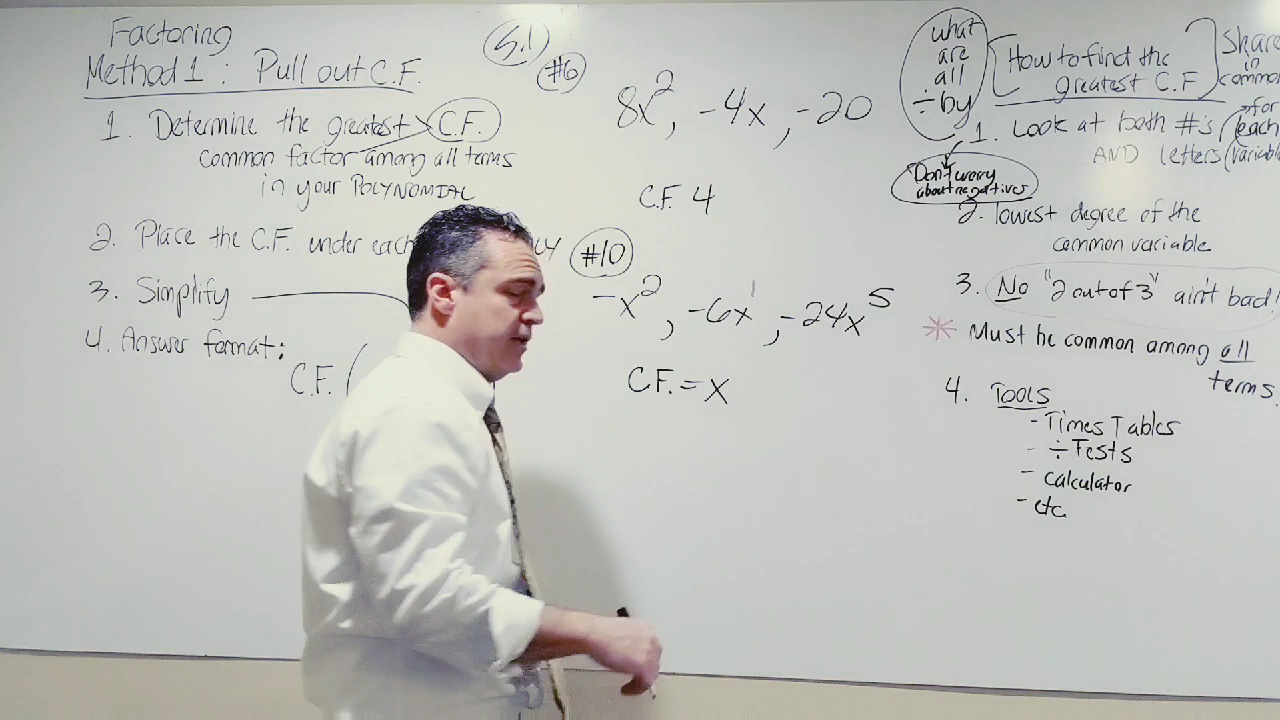 Factoring
Method 1: Pull out C.F.
1. Determine the greatest C.F.
common factor among all terms
in your POLYNOMIAL
2. Place the C.F. under each
3. Simplify
4. Answer format:
C.F. (
5.1
#6
8x², -4x, -20
C.F. 4
#10
-x², -6x¹, -24x⁵
C.F. = x
what
are
all
÷ by
How to find the
greatest C.F
Share
in
common
for
each
1. Look at both #'s
AND letters (variable
Don't worry
about negatives
2. lowest degree of the
common variable
3. No "2 out of 3" ain't bad!
* Must be common among all
terms.
4. TOOLS
- Times Tables
- ÷ Tests
- calculator
- etc